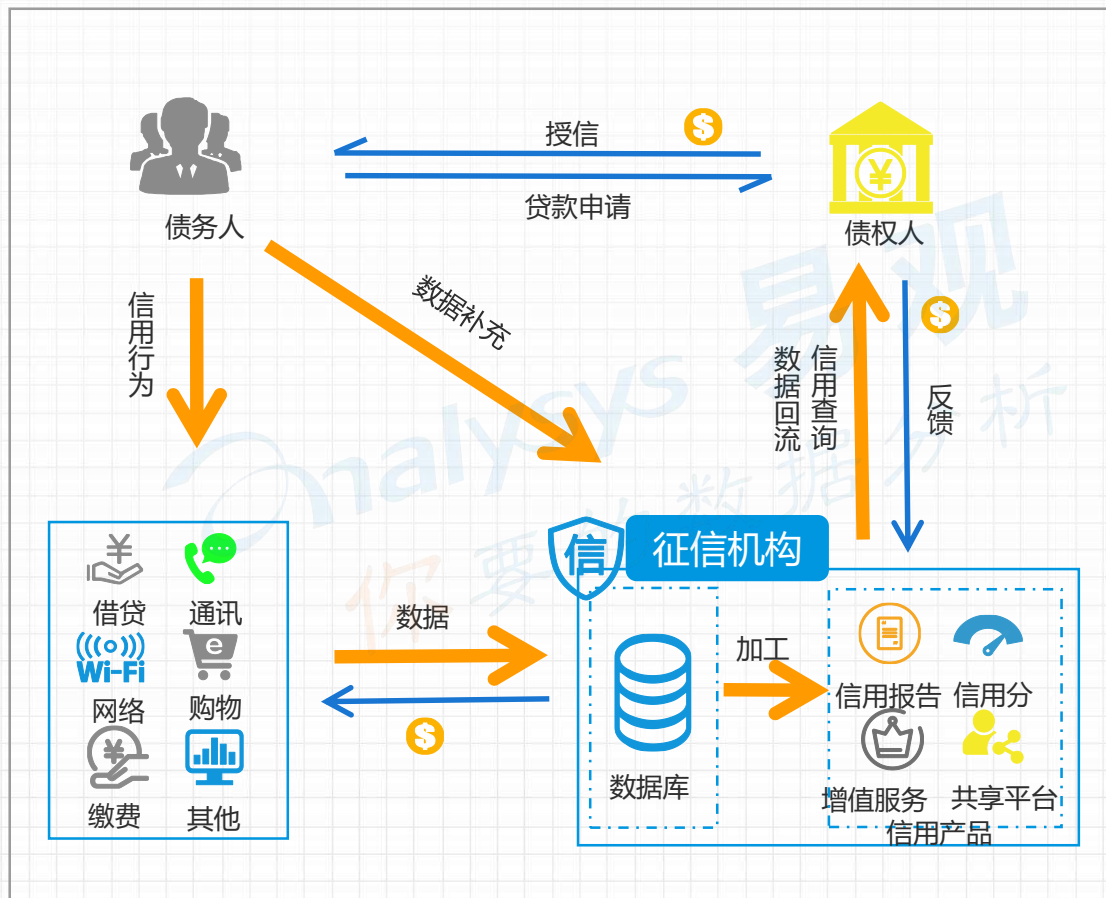 授信
贷款申请
债务人
债权人
信用行为
数据补充
数据回流
信用查询
反馈
易观
analysys
你要的数据分析
信
征信机构
借贷
通讯
Wi-Fi
e
网络
购物
缴费
其他
数据
加工
数据库
信用报告
信用分
增值服务
共享平台
信用产品